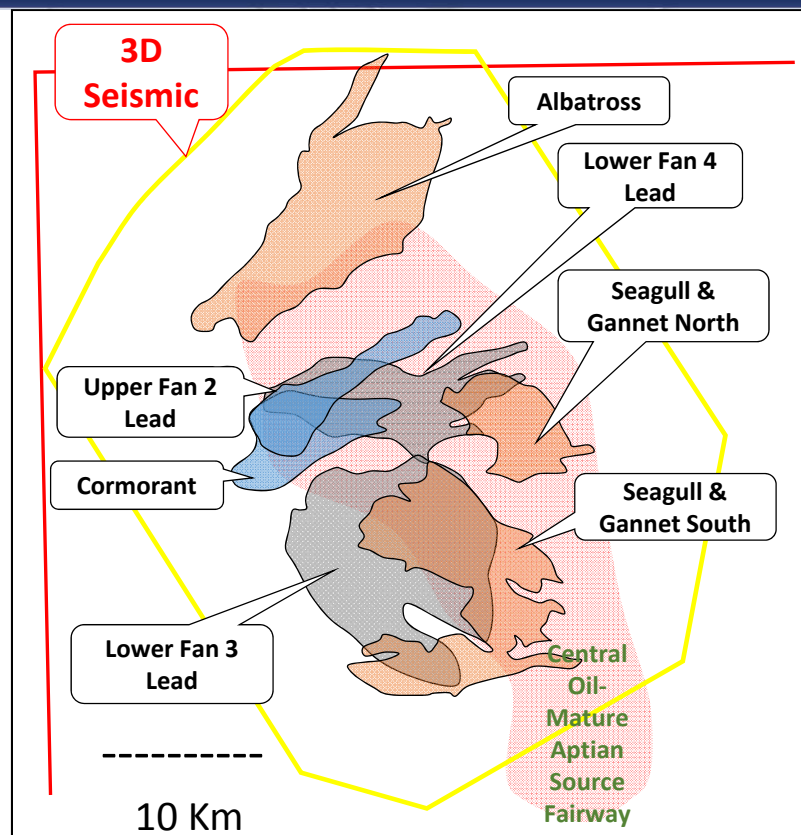 3D
Seismic
Albatross
Lower Fan 4
Lead
Seagull &
Gannet North
Upper Fan 2
Lead
Cormorant
Seagull &
Gannet South
Lower Fan 3
Lead
Central
Oil-
Mature
Aptian
Source
Fairway
10 Km